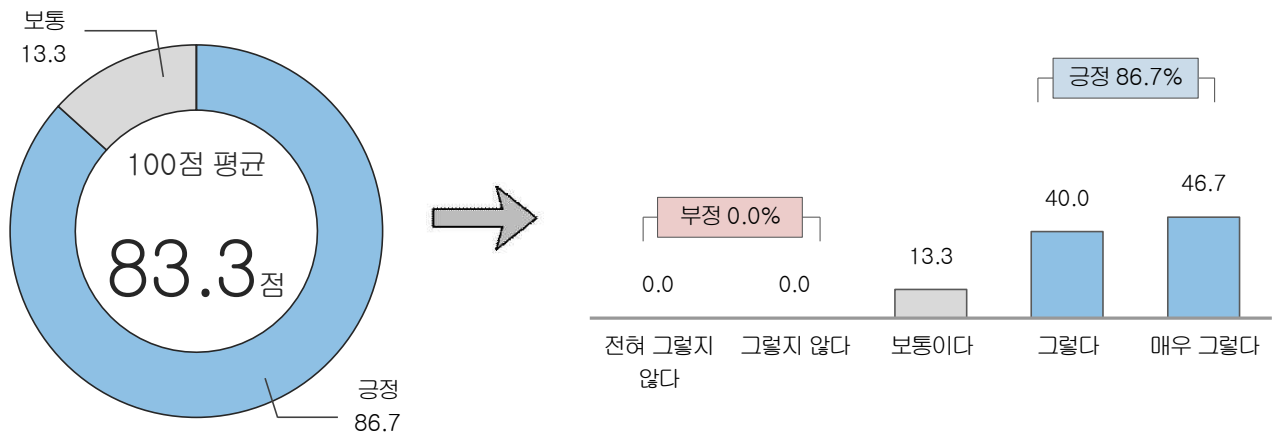 보통
13.3
100점 평균
83.3점
긍정
86.7
긍정 86.7%
부정 0.0%
0.0
0.0
13.3
40.0
46.7
전혀 그렇지
않다
그렇지 않다
보통이다
그렇다
매우 그렇다